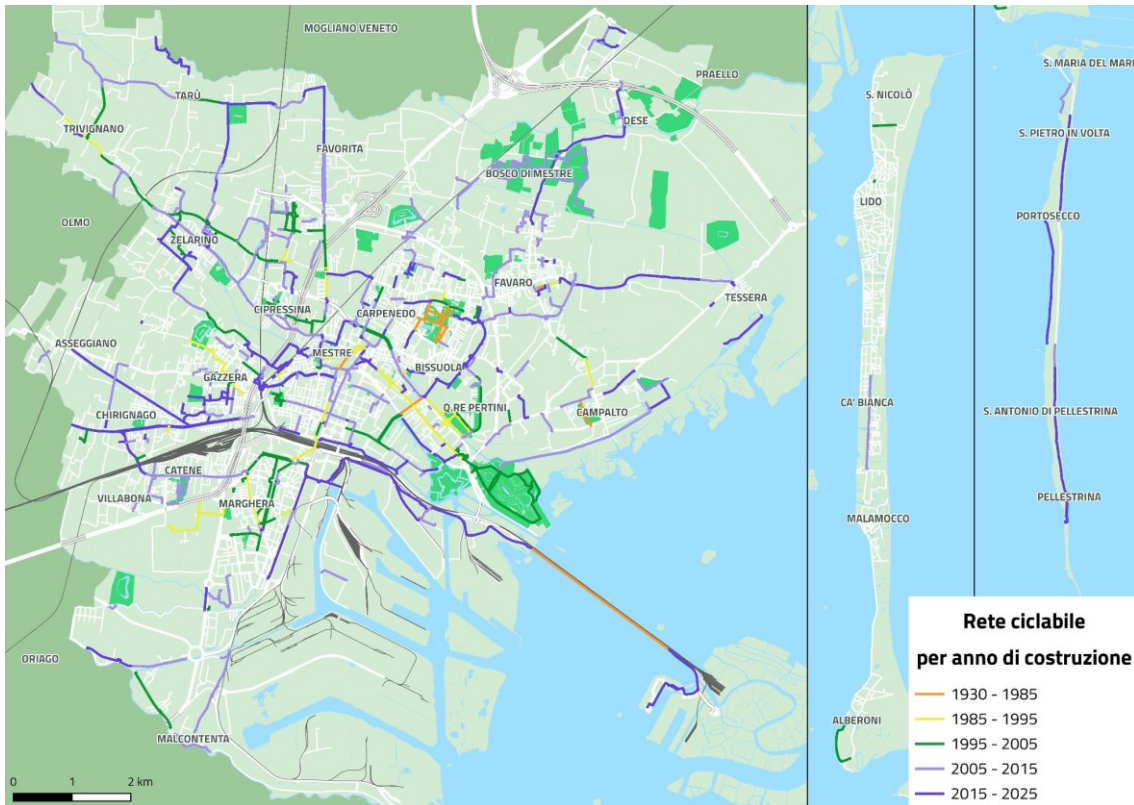 MOGLIANO VENETO
PRAELLO
TARÙ
TRIVIGNANO
DESE
FAVORITA
BOSCO DI MESTRE
OLMO
ZELARINO
FAVARO
TESSERA
CIPRESSINA
CARPENEDO
ASSEGGIANO
MESTRE
BISSUOLA
GAZZERA
CHIRIGNAGO
Q.RE PERTINI
CAMPALTO
CATENE
VILLABONA
MARGHERA
ORIAGO
MALCONTENTA
0 1 2 km
S. NICOLÒ
LIDO
CA' BIANCA
MALAMOCCO
ALBERONI
S. MARIA DEL MARE
S. PIETRO IN VOLTA
PORTOSECCO
S. ANTONIO DI PELLESTRINA
PELLESTRINA
Rete ciclabile
per anno di costruzione
1930 - 1985
1985 - 1995
1995 - 2005
2005 - 2015
2015 - 2025